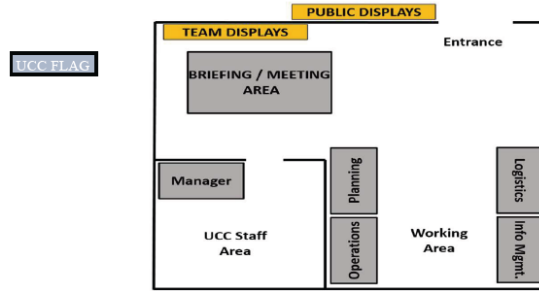 PUBLIC DISPLAYS
TEAM DISPLAYS
Entrance
UCC FLAG
BRIEFING / MEETING
AREA
Manager
Planning
Logistics
UCC Staff
Area
Operations
Working
Area
Info Mgmt.